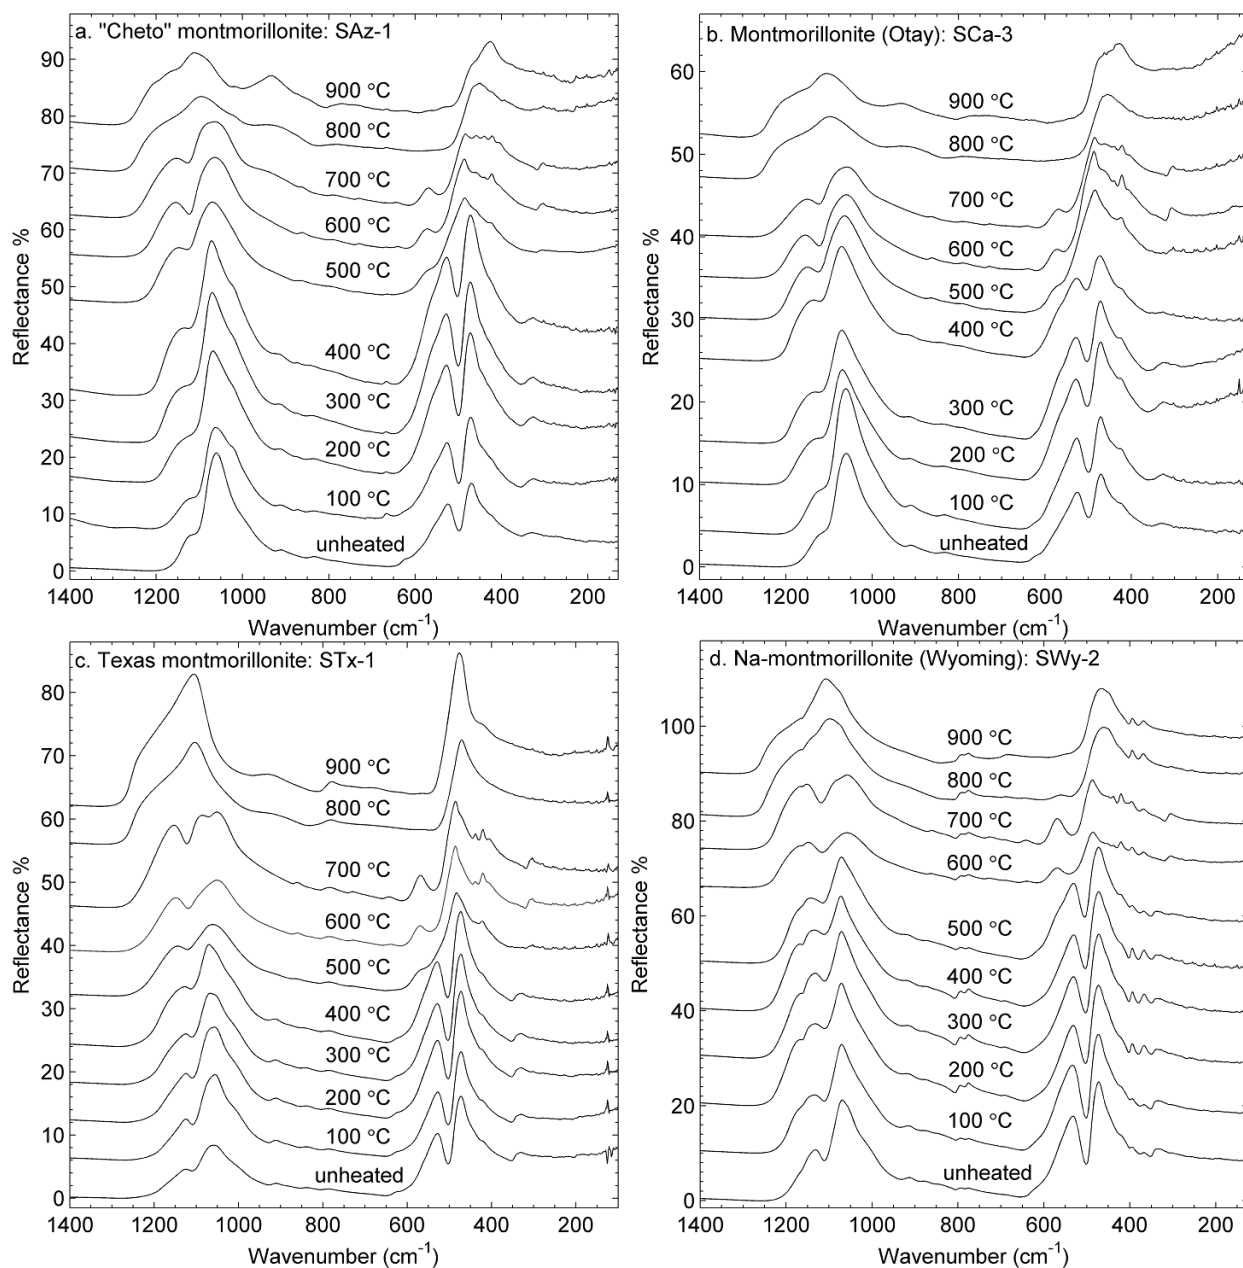 a. "Cheto" montmorillonite: SAz-1
90
80
70
60
50
40
30
20
10
0
Reflectance %
900 °C
800 °C
700 °C
600 °C
500 °C
400 °C
300 °C
200 °C
100 °C
unheated
1400 1200 1000 800 600 400 200
Wavenumber (cm-1)
b. Montmorillonite (Otay): SCa-3
60
50
40
30
20
10
0
Reflectance %
900 °C
800 °C
700 °C
600 °C
500 °C
400 °C
300 °C
200 °C
100 °C
unheated
1400 1200 1000 800 600 400 200
Wavenumber (cm-1)
c. Texas montmorillonite: STx-1
80
70
60
50
40
30
20
10
0
Reflectance %
900 °C
800 °C
700 °C
600 °C
500 °C
400 °C
300 °C
200 °C
100 °C
unheated
1400 1200 1000 800 600 400 200
Wavenumber (cm-1)
d. Na-montmorillonite (Wyoming): SWy-2
100
80
60
40
20
0
Reflectance %
900 °C
800 °C
700 °C
600 °C
500 °C
400 °C
300 °C
200 °C
100 °C
unheated
1400 1200 1000 800 600 400 200
Wavenumber (cm-1)